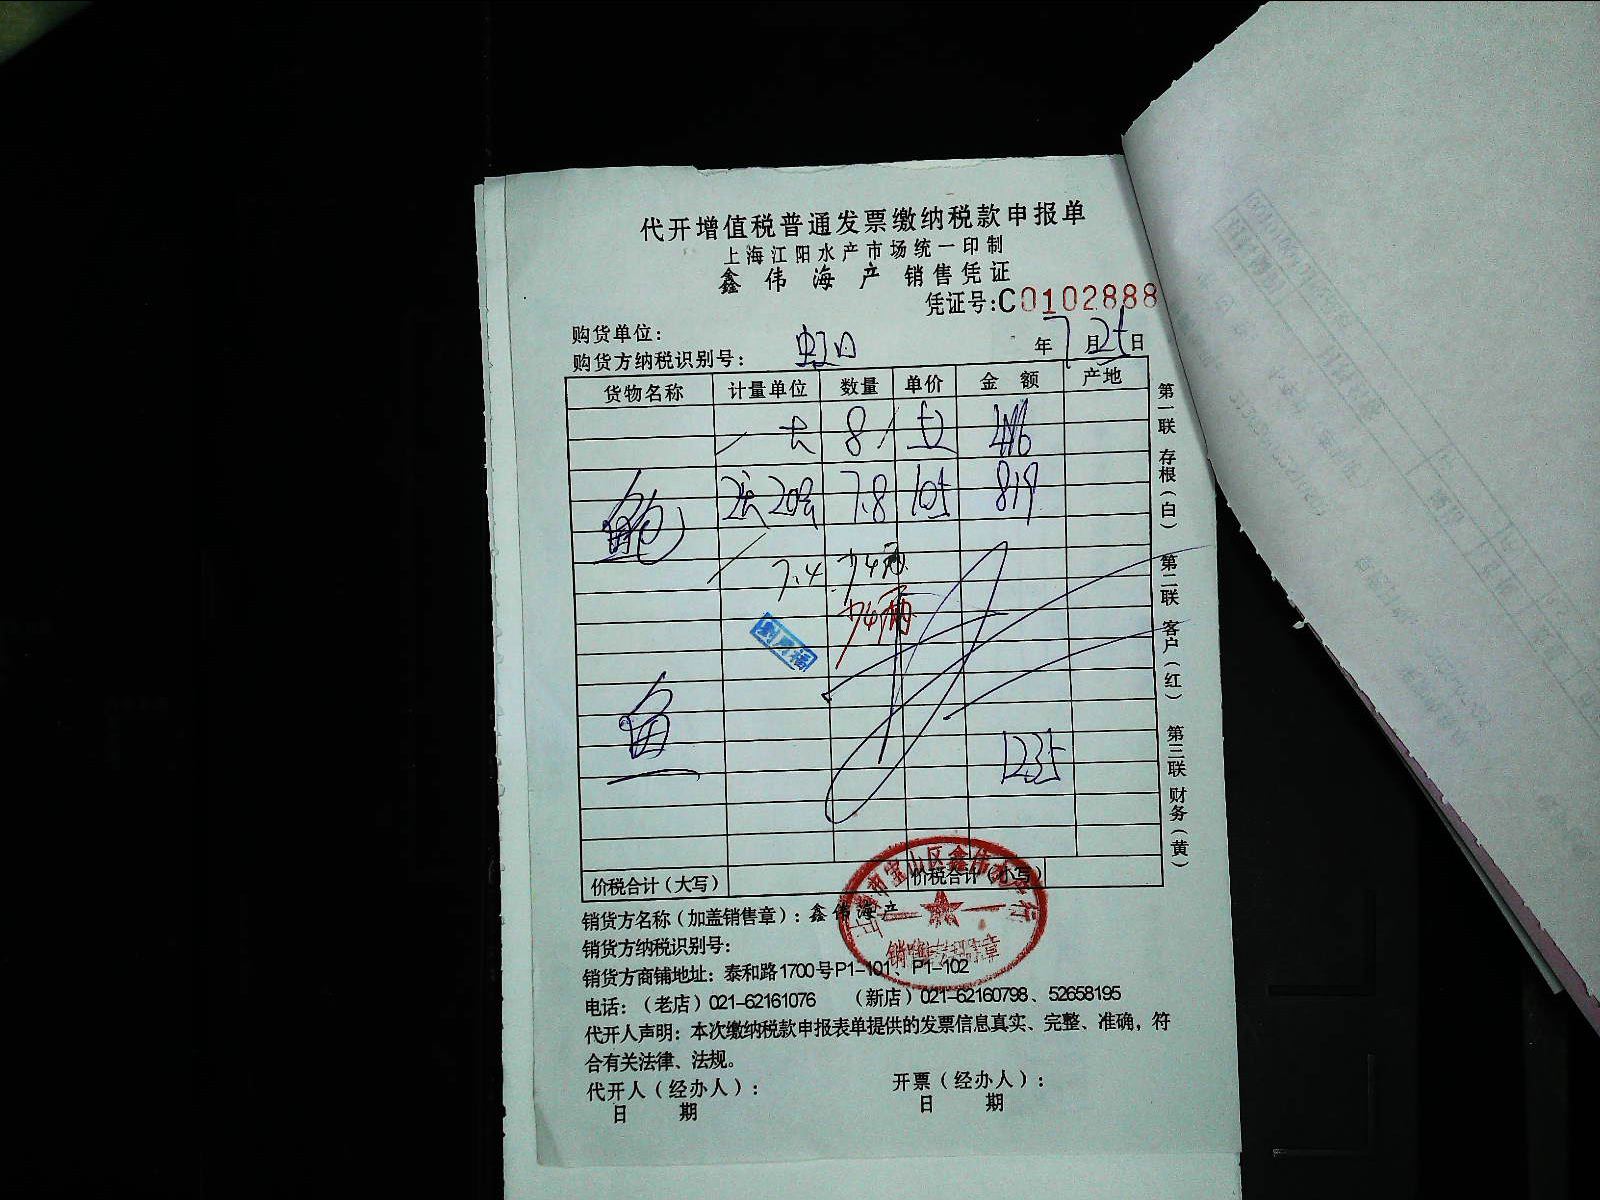 代开增值税普通发票缴纳税款申报单
上海江阳水产市场统一印制
鑫伟海产 销售凭证
凭证号:C0102888
购货单位:
购货方纳税识别号: 虹口 年7月25日
货物名称 计量单位 数量 单价 金额 产地
8 416
鲍 20 7.8 105 819
7.4 74两
74两
鱼
1235
价税合计（大写） 价税合计（小写）
第一联 存根（白）
第二联 客户（红）
第三联 财务（黄）
销货方名称（加盖销售章）: 鑫伟海产
销货方纳税识别号:
销货方商铺地址: 泰和路1700号P1-101、P1-102
电话:（老店）021-62161076 （新店）021-62160798、52658195
代开人声明: 本次缴纳税款申报表单提供的发票信息真实、完整、准确，符
合有关法律、法规。
代开人（经办人）: 开票（经办人）:
日 期 日 期